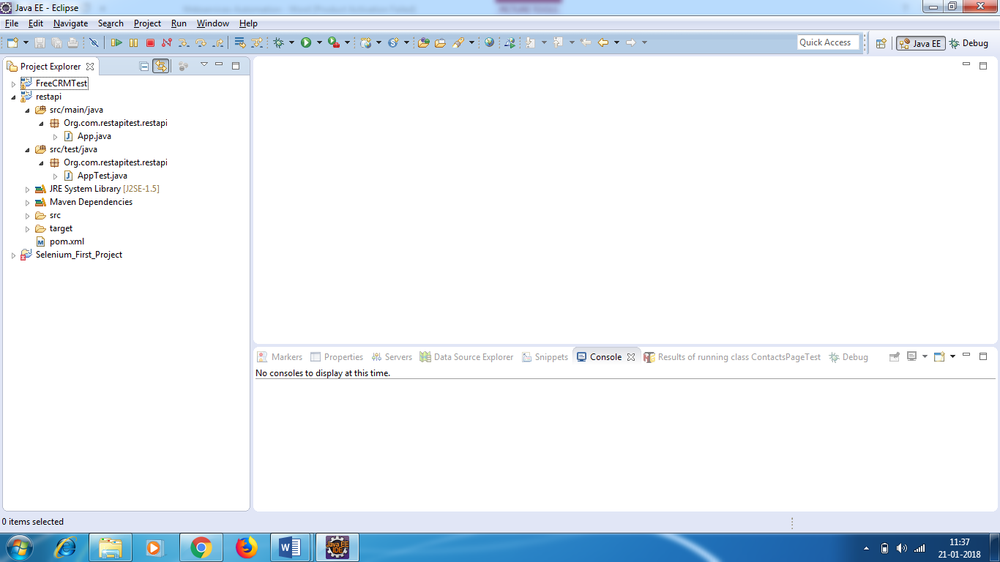 Java EE - Eclipse
File Edit Navigate Search Project Run Window Help
Quick Access
Java EE
Debug
Project Explorer
FreeCRMTest
restapi
src/main/java
Org.com.restapitest.restapi
App.java
src/test/java
Org.com.restapitest.restapi
AppTest.java
JRE System Library [J2SE-1.5]
Maven Dependencies
src
target
pom.xml
Selenium_First_Project
Markers Properties Servers Data Source Explorer Snippets Console Results of running class ContactsPageTest Debug
No consoles to display at this time.
0 items selected
Java EE
IDE
11:37
21-01-2018